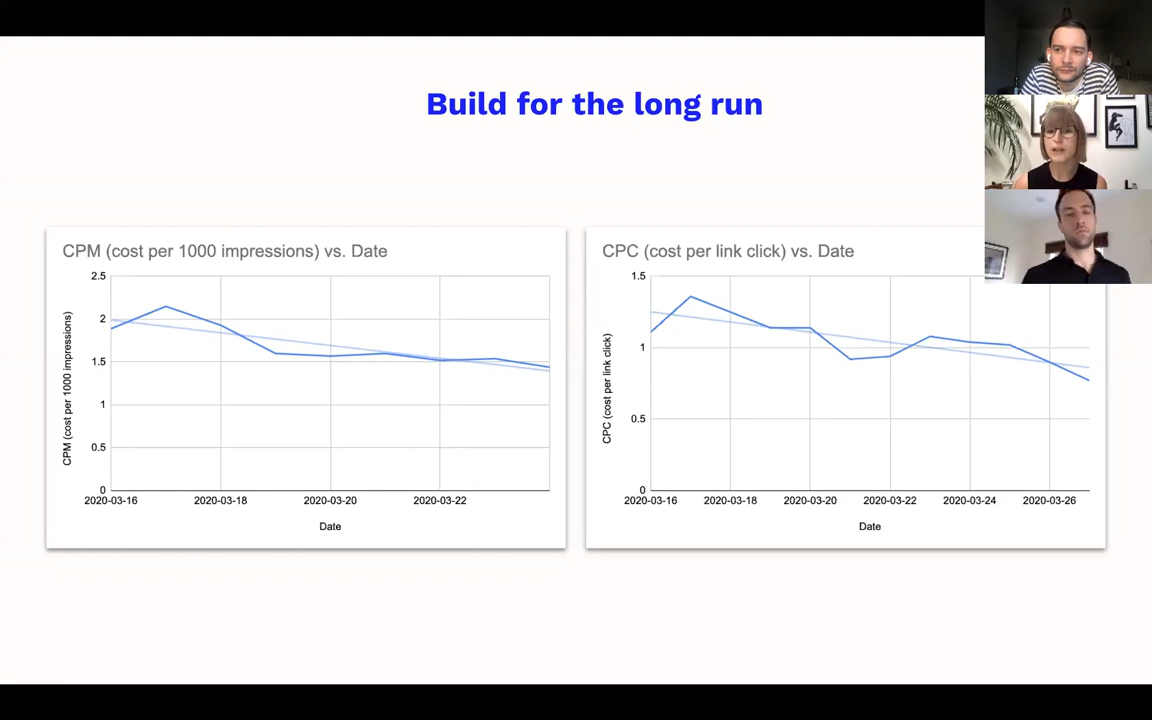 Build for the long run
CPM (cost per 1000 impressions) vs. Date
CPM (cost per 1000 impressions)
2.5
2
1.5
1
0.5
0
2020-03-16
2020-03-18
2020-03-20
2020-03-22
Date
CPC (cost per link click) vs. Date
CPC (cost per link click)
1.5
1
0.5
0
2020-03-16
2020-03-18
2020-03-20
2020-03-22
2020-03-24
2020-03-26
Date